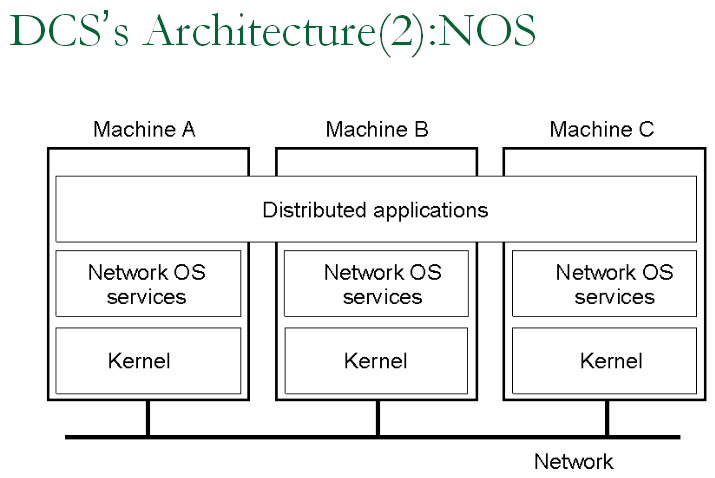 DCS’s Architecture(2):NOS
Machine A
Machine B
Machine C
Distributed applications
Network OS
services
Network OS
services
Network OS
services
Kernel
Kernel
Kernel
Network